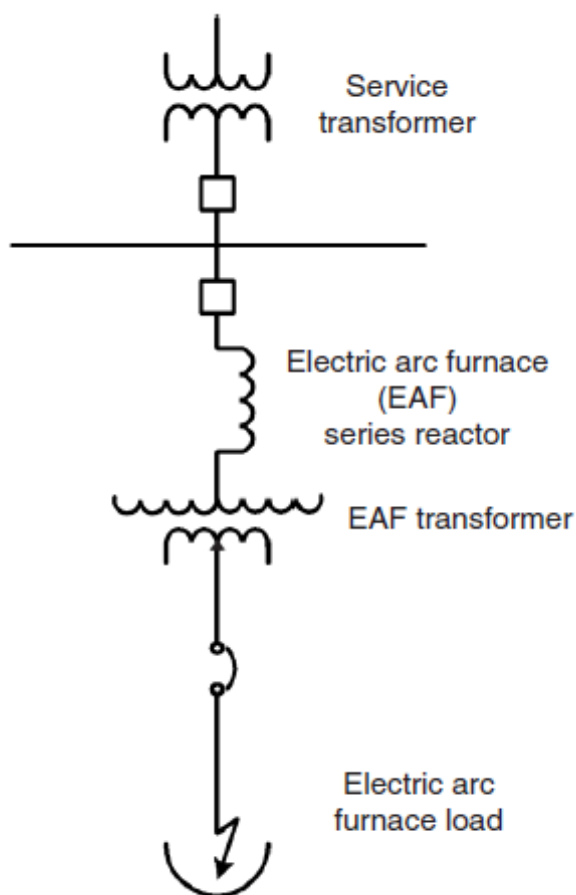 Service
transformer
Electric arc furnace
(EAF)
series reactor
EAF transformer
Electric arc
furnace load